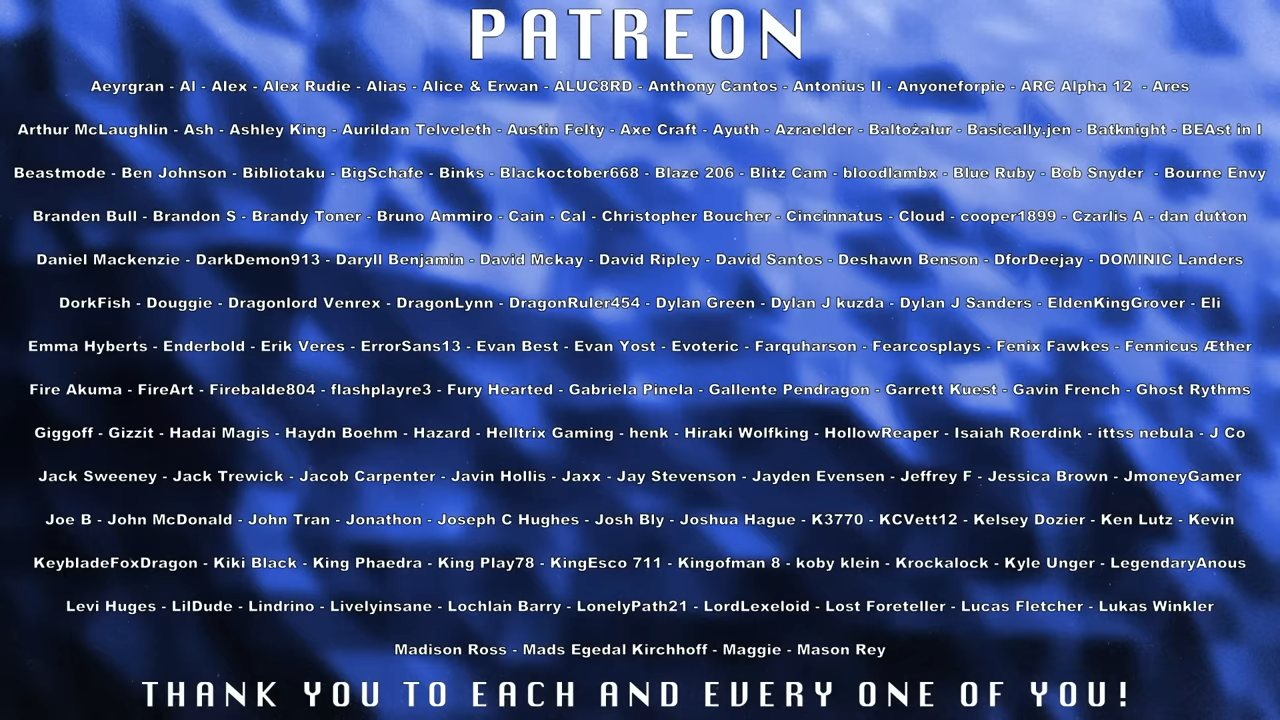 PATREON
Aeyrgran - Al - Alex - Alex Rudie - Alias - Alice & Erwan - ALUC8RD - Anthony Cantos - Antonius II - Anyoneforpie - ARC Alpha 12  - Ares
Arthur McLaughlin - Ash - Ashley King - Aurildan Telveleth - Austin Felty - Axe Craft - Ayuth - Azraelder - Baltożałur - Basically.jen - Batknight - BEAst in I
Beastmode - Ben Johnson - Bibliotaku - BigSchafe - Binks - Blackoctober668 - Blaze 206 - Blitz Cam - bloodlambx - Blue Ruby - Bob Snyder  - Bourne Envy
Branden Bull - Brandon S - Brandy Toner - Bruno Ammiro - Cain - Cal - Christopher Boucher - Cincinnatus - Cloud - cooper1899 - Czarlis A - dan dutton
Daniel Mackenzie - DarkDemon913 - Daryll Benjamin - David Mckay - David Ripley - David Santos - Deshawn Benson - DforDeejay - DOMINIC Landers
DorkFish - Douggie - Dragonlord Venrex - DragonLynn - DragonRuler454 - Dylan Green - Dylan J kuzda - Dylan J Sanders - EldenKingGrover - Eli
Emma Hyberts - Enderbold - Erik Veres - ErrorSans13 - Evan Best - Evan Yost - Evoteric - Farquharson - Fearcosplays - Fenix Fawkes - Fennicus Æther
Fire Akuma - FireArt - Firebalde804 - flashplayre3 - Fury Hearted - Gabriela Pinela - Gallente Pendragon - Garrett Kuest - Gavin French - Ghost Rythms
Giggoff - Gizzit - Hadai Magis - Haydn Boehm - Hazard - Helltrix Gaming - henk - Hiraki Wolfking - HollowReaper - Isaiah Roerdink - ittss nebula - J Co
Jack Sweeney - Jack Trewick - Jacob Carpenter - Javin Hollis - Jaxx - Jay Stevenson - Jayden Evensen - Jeffrey F - Jessica Brown - JmoneyGamer
Joe B - John McDonald - John Tran - Jonathon - Joseph C Hughes - Josh Bly - Joshua Hague - K3770 - KCVett12 - Kelsey Dozier - Ken Lutz - Kevin
KeybladeFoxDragon - Kiki Black - King Phaedra - King Play78 - KingEsco 711 - Kingofman 8 - koby klein - Krockalock - Kyle Unger - LegendaryAnous
Levi Huges - LilDude - Lindrino - Livelyinsane - Lochlan Barry - LonelyPath21 - LordLexeloid - Lost Foreteller - Lucas Fletcher - Lukas Winkler
Madison Ross - Mads Egedal Kirchhoff - Maggie - Mason Rey
THANK YOU TO EACH AND EVERY ONE OF YOU!